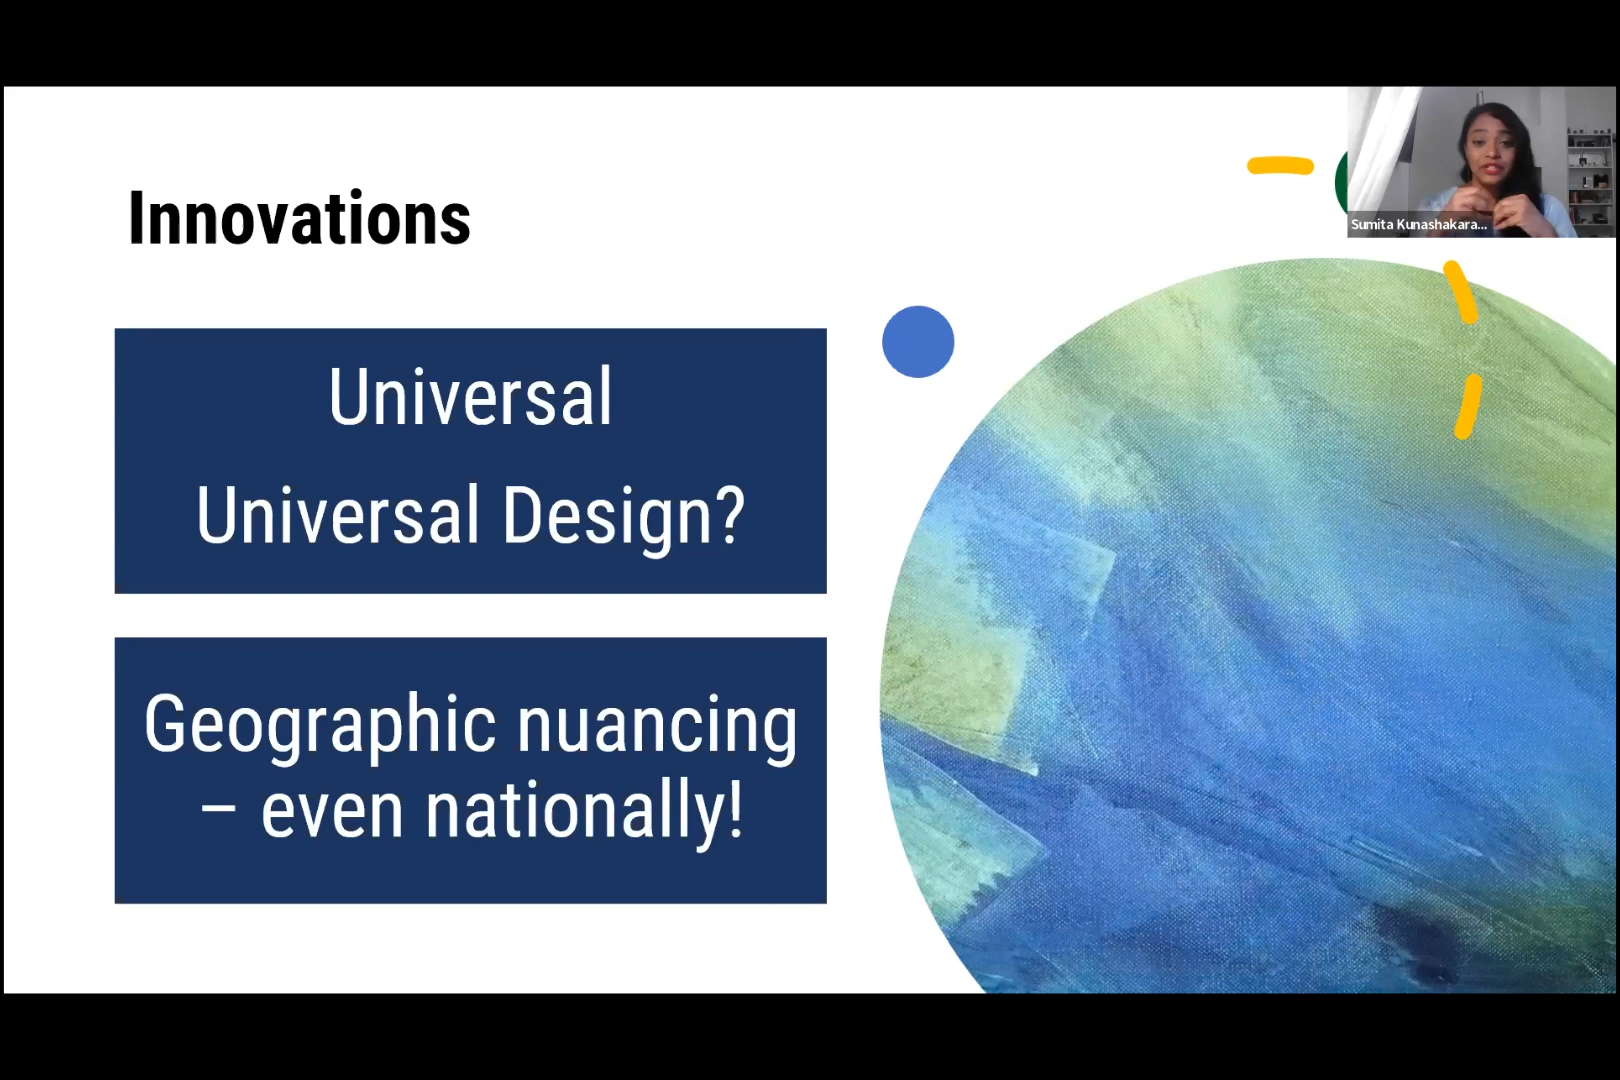 Innovations
Universal
Universal Design?
Geographic nuancing
– even nationally!
Sumita Kunashakara...